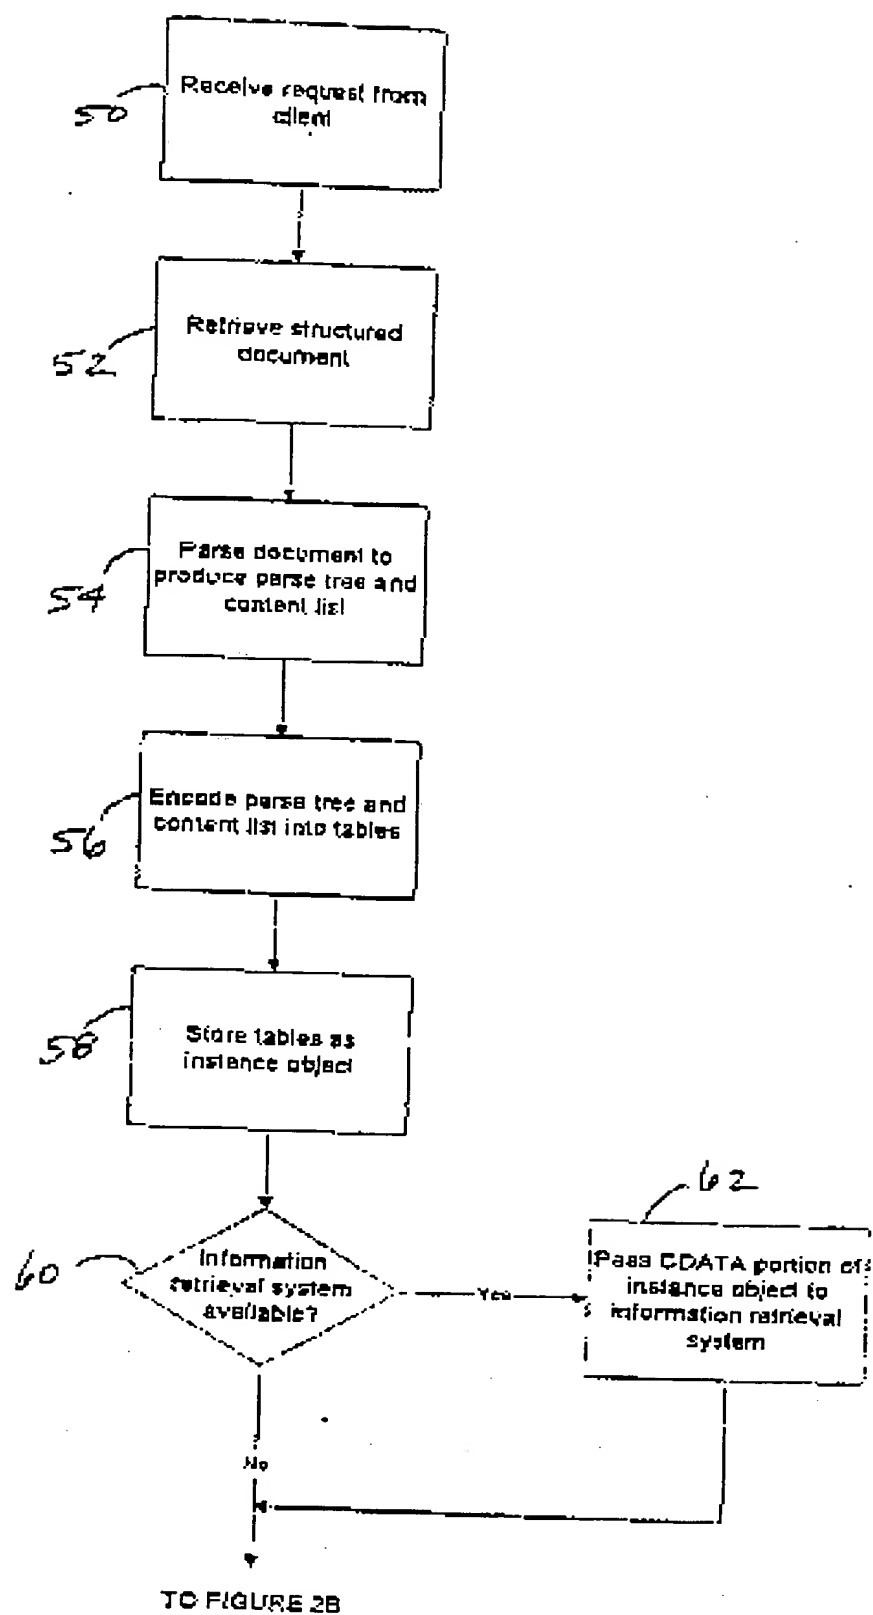 50
Receive request from
client
52
Retrieve structured
document
54
Parse document to
produce parse tree and
content list
56
Encode parse tree and
content list into tables
58
Store tables as
instance object
60
Information
retrieval system
available?
Yes
62
Pass CDATA portion of
instance object to
information retrieval
system
No
TO FIGURE 2B